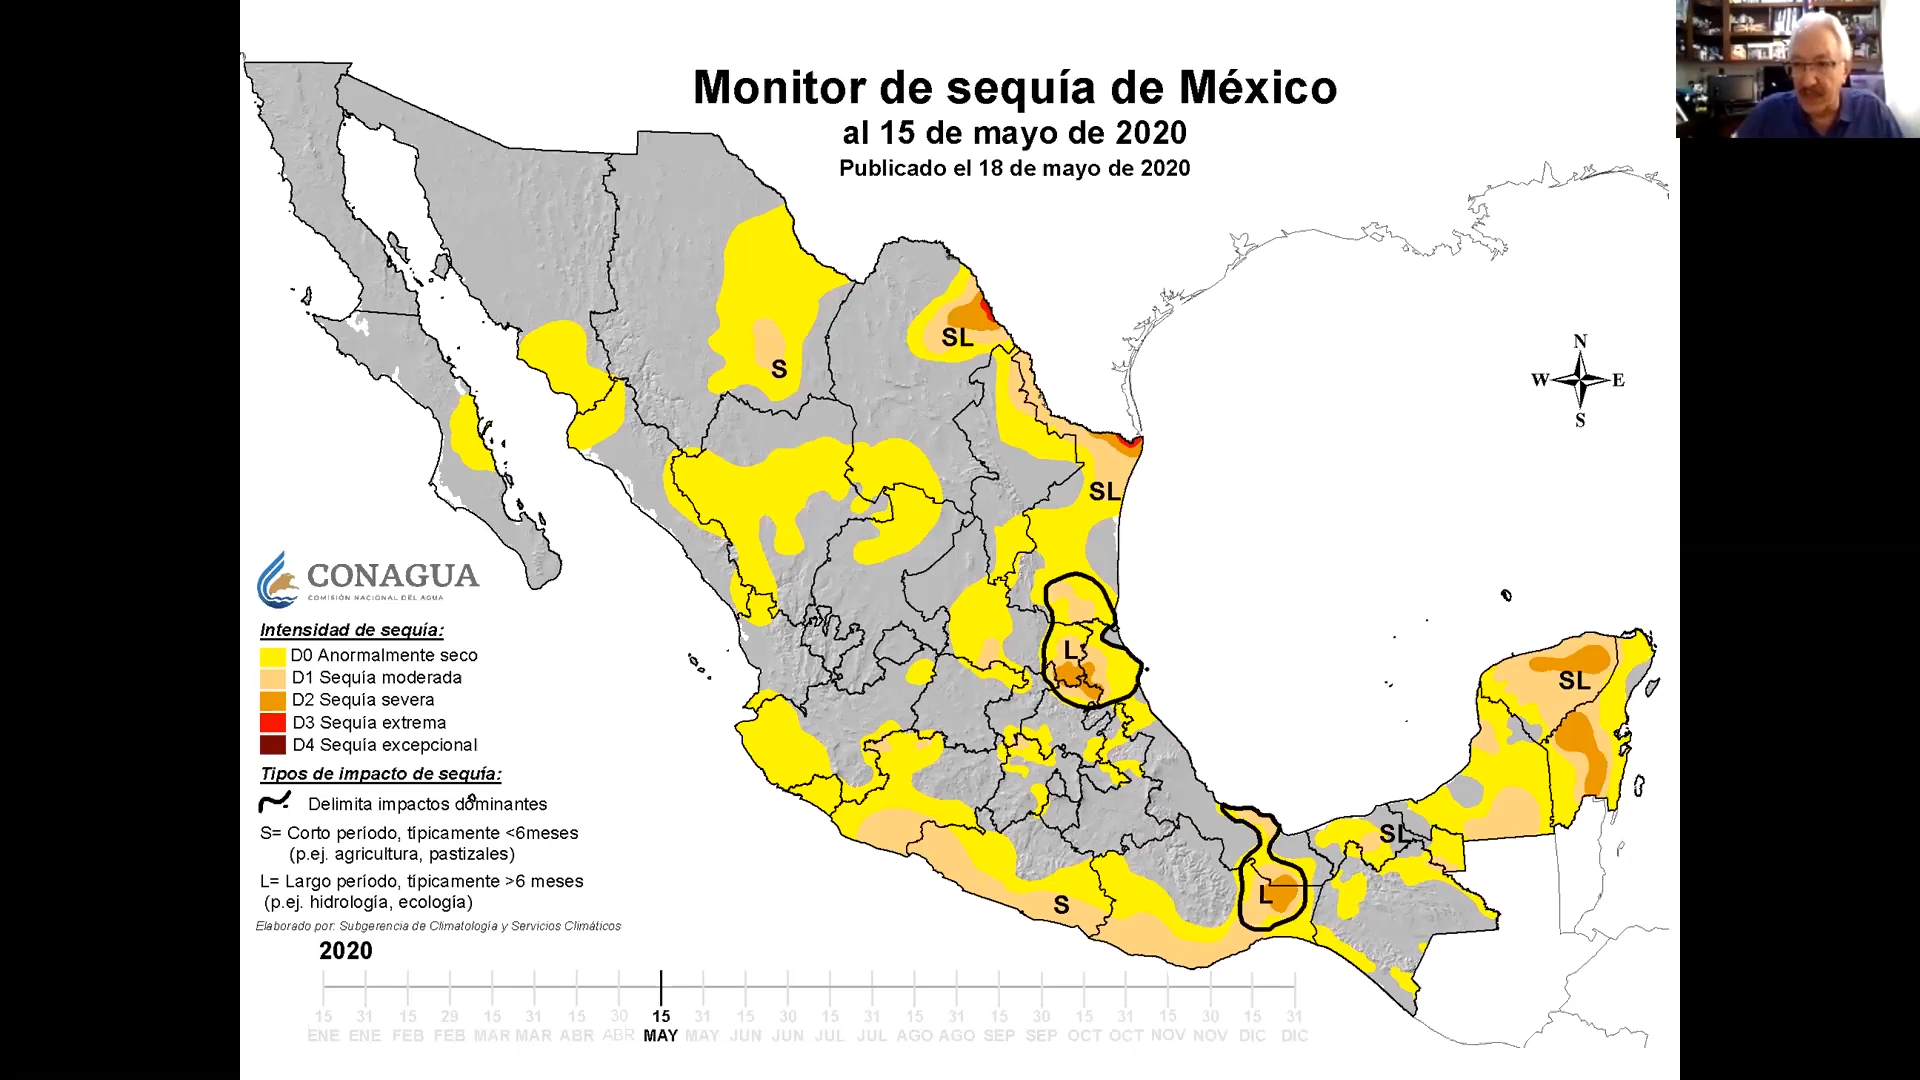 Monitor de sequía de México
al 15 de mayo de 2020
Publicado el 18 de mayo de 2020
N
W E
S
SL
S
SL
L
SL
SL
S
L
CONAGUA
COMISIÓN NACIONAL DEL AGUA
Intensidad de sequía:
D0 Anormalmente seco
D1 Sequía moderada
D2 Sequía severa
D3 Sequía extrema
D4 Sequía excepcional
Tipos de impacto de sequía:
Delimita impactos dominantes
S= Corto período, típicamente <6meses
(p.ej. agricultura, pastizales)
L= Largo período, típicamente >6 meses
(p.ej. hidrología, ecología)
Elaborado por: Subgerencia de Climatología y Servicios Climáticos
2020
15 31 15 29 15 31 15 30 15 31 15 30 15 31 15 31 15 30 15 31 15 30 15 31
ENE ENE FEB FEB MAR MAR ABR ABR MAY MAY JUN JUN JUL JUL AGO AGO SEP SEP OCT OCT NOV NOV DIC DIC